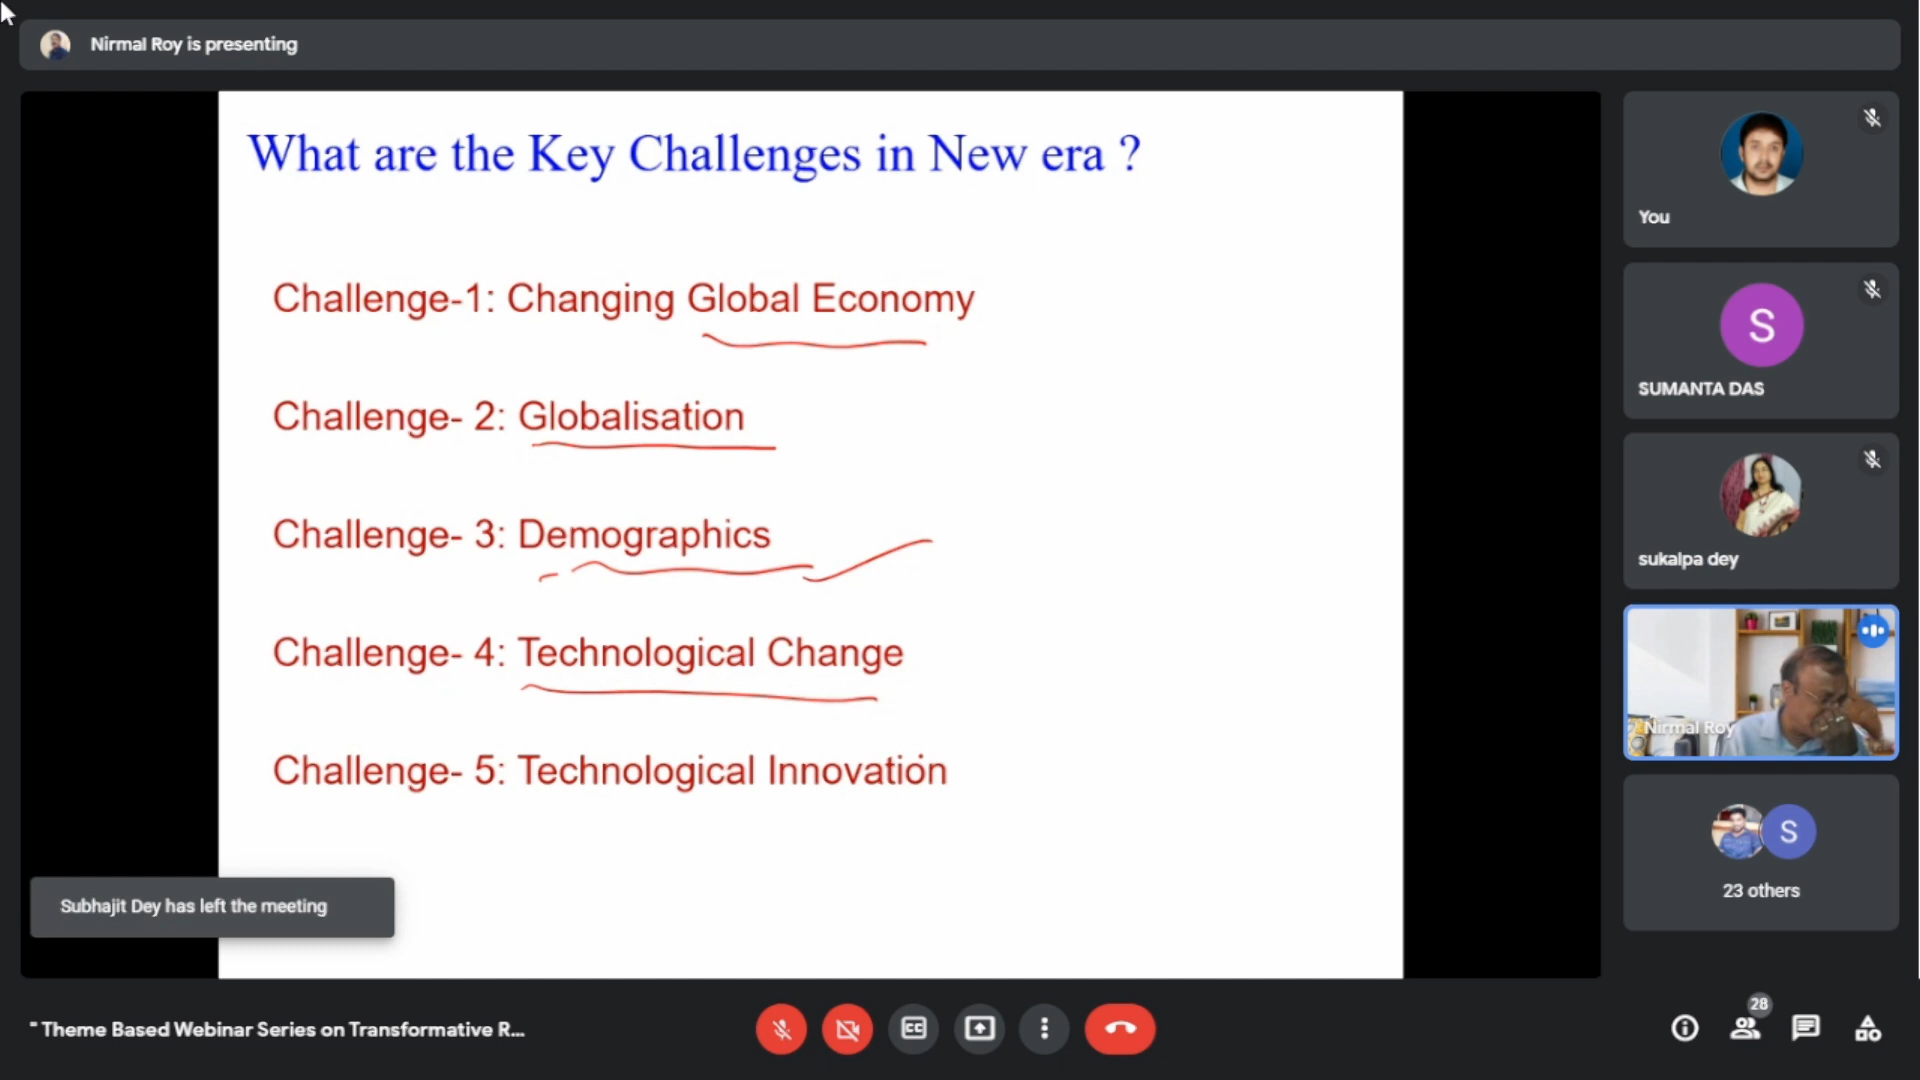 Nirmal Roy is presenting
What are the Key Challenges in New era ?
Challenge-1: Changing Global Economy
Challenge- 2: Globalisation
Challenge- 3: Demographics
Challenge- 4: Technological Change
Challenge- 5: Technological Innovation
Subhajit Dey has left the meeting
You
S
SUMANTA DAS
sukalpa dey
Nirmal Roy
S
23 others
" Theme Based Webinar Series on Transformative R...
CC
28